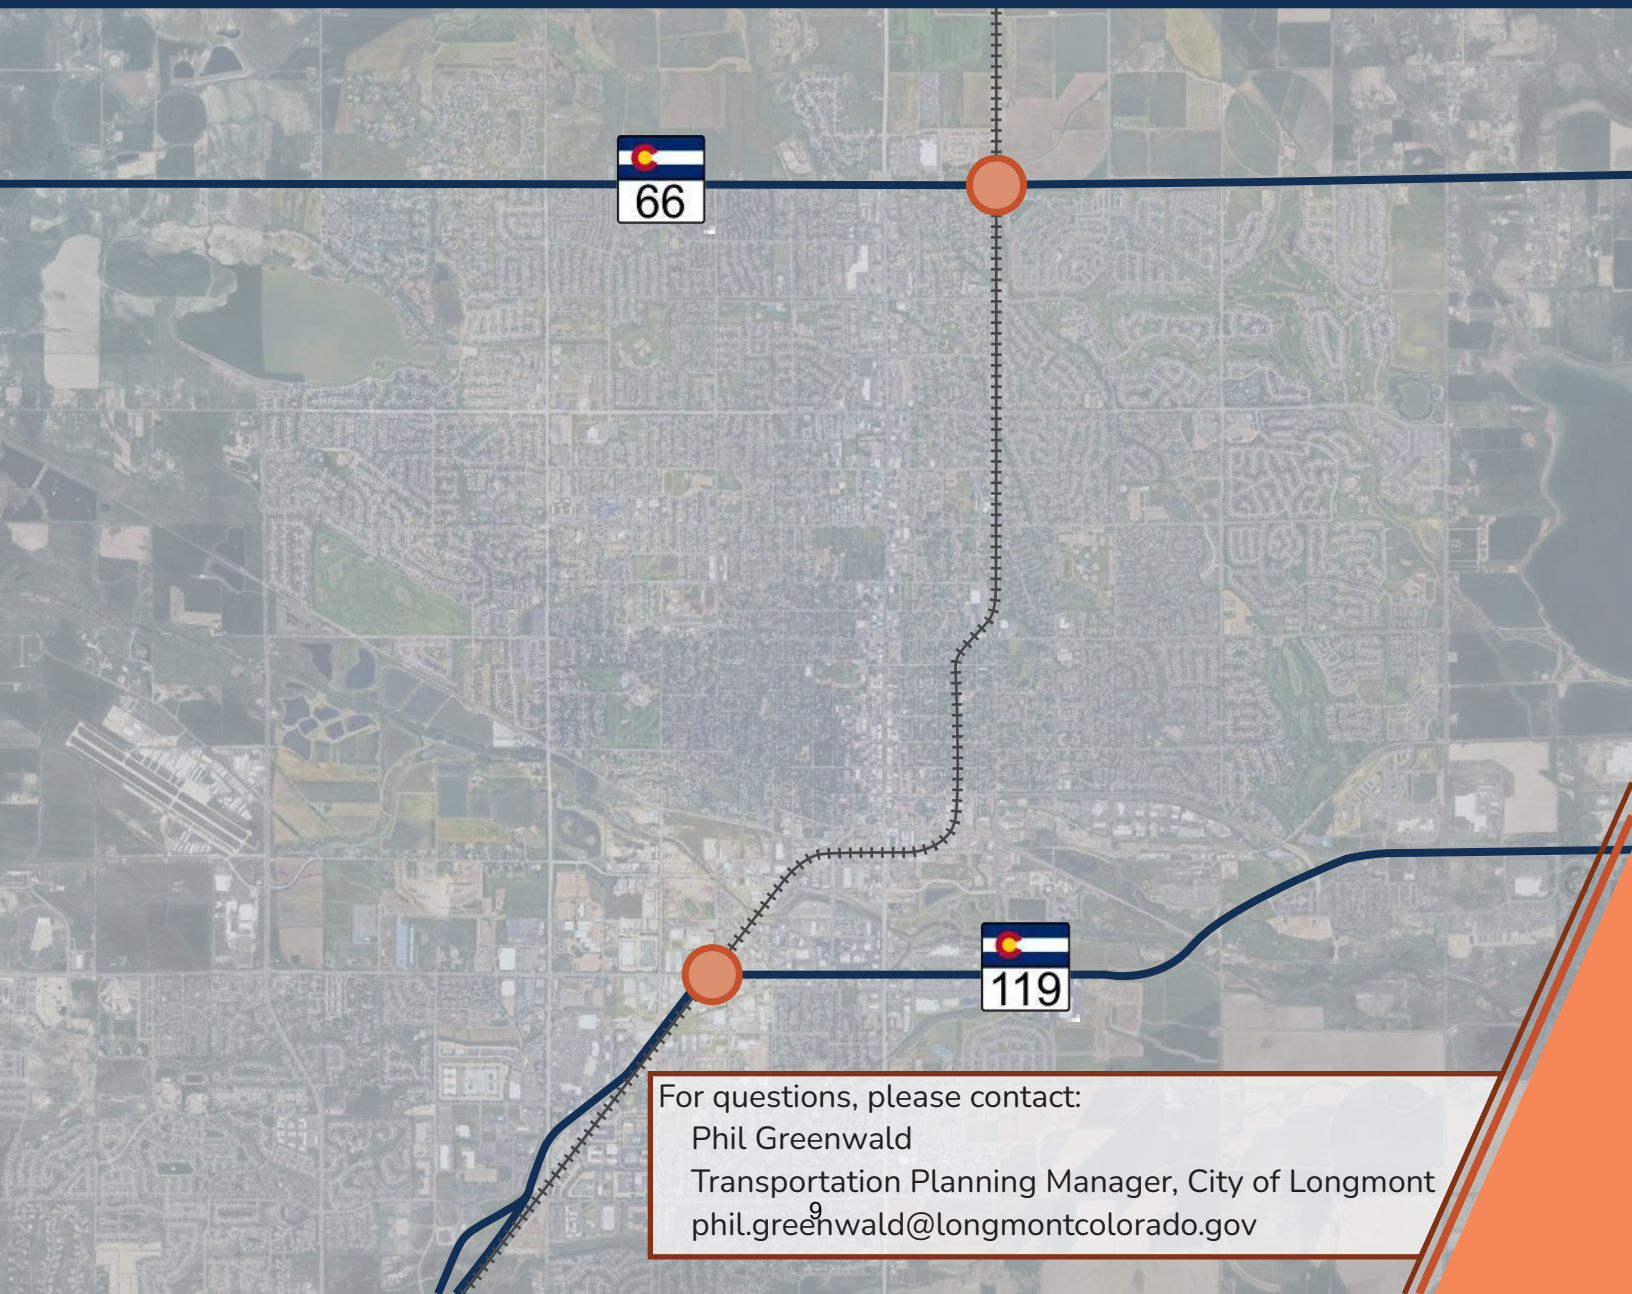 66
119
For questions, please contact:
Phil Greenwald
Transportation Planning Manager, City of Longmont
phil.greenwald@longmontcolorado.gov
9